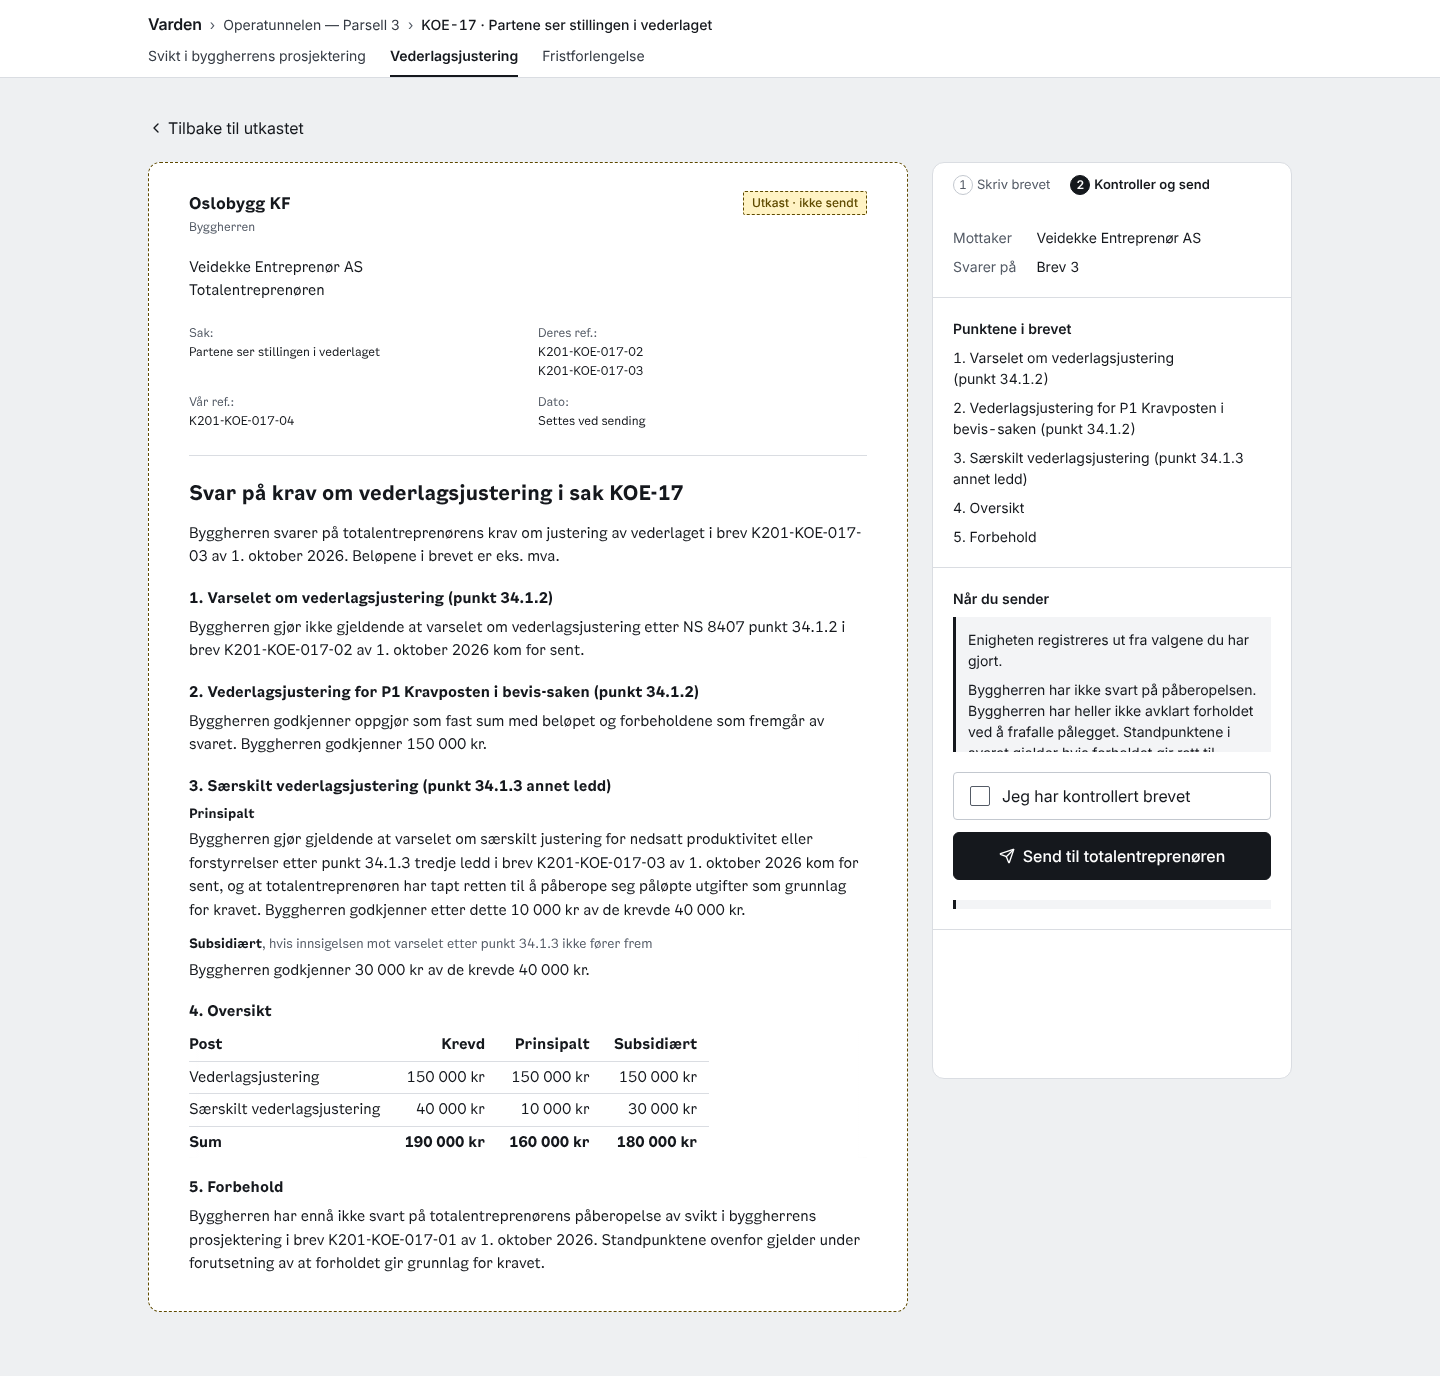 Varden › Operatunnelen — Parsell 3 › KOE-17 · Partene ser stillingen i vederlaget
Svikt i byggherrens prosjektering Vederlagsjustering Fristforlengelse
Tilbake til utkastet
Oslobygg KF
Utkast · ikke sendt
Byggherren
Veidekke Entreprenør AS
Totalentreprenøren
Sak:
Partene ser stillingen i vederlaget
Deres ref.:
K201-KOE-017-02
K201-KOE-017-03
Vår ref.:
K201-KOE-017-04
Dato:
Settes ved sending
Svar på krav om vederlagsjustering i sak KOE-17
Byggherren svarer på totalentreprenørens krav om justering av vederlaget i brev K201-KOE-017-
03 av 1. oktober 2026. Beløpene i brevet er eks. mva.
1. Varselet om vederlagsjustering (punkt 34.1.2)
Byggherren gjør ikke gjeldende at varselet om vederlagsjustering etter NS 8407 punkt 34.1.2 i
brev K201-KOE-017-02 av 1. oktober 2026 kom for sent.
2. Vederlagsjustering for P1 Kravposten i bevis-saken (punkt 34.1.2)
Byggherren godkjenner oppgjør som fast sum med beløpet og forbeholdene som fremgår av
svaret. Byggherren godkjenner 150 000 kr.
3. Særskilt vederlagsjustering (punkt 34.1.3 annet ledd)
Prinsipalt
Byggherren gjør gjeldende at varselet om særskilt justering for nedsatt produktivitet eller
forstyrrelser etter punkt 34.1.3 tredje ledd i brev K201-KOE-017-03 av 1. oktober 2026 kom for
sent, og at totalentreprenøren har tapt retten til å påberope seg påløpte utgifter som grunnlag
for kravet. Byggherren godkjenner etter dette 10 000 kr av de krevde 40 000 kr.
Subsidiært, hvis innsigelsen mot varselet etter punkt 34.1.3 ikke fører frem
Byggherren godkjenner 30 000 kr av de krevde 40 000 kr.
4. Oversikt
Post Krevd Prinsipalt Subsidiært
Vederlagsjustering 150 000 kr 150 000 kr 150 000 kr
Særskilt vederlagsjustering 40 000 kr 10 000 kr 30 000 kr
Sum 190 000 kr 160 000 kr 180 000 kr
5. Forbehold
Byggherren har ennå ikke svart på totalentreprenørens påberopelse av svikt i byggherrens
prosjektering i brev K201-KOE-017-01 av 1. oktober 2026. Standpunktene ovenfor gjelder under
forutsetning av at forholdet gir grunnlag for kravet.
1 Skriv brevet 2 Kontroller og send
Mottaker Veidekke Entreprenør AS
Svarer på Brev 3
Punktene i brevet
1. Varselet om vederlagsjustering
(punkt 34.1.2)
2. Vederlagsjustering for P1 Kravposten i
bevis-saken (punkt 34.1.2)
3. Særskilt vederlagsjustering (punkt 34.1.3
annet ledd)
4. Oversikt
5. Forbehold
Når du sender
Enigheten registreres ut fra valgene du har
gjort.
Byggherren har ikke svart på påberopelsen.
Byggherren har heller ikke avklart forholdet
ved å frafalle pålegget. Standpunktene i
svaret gjelder hvis forholdet gir rett til
Jeg har kontrollert brevet
Send til totalentreprenøren